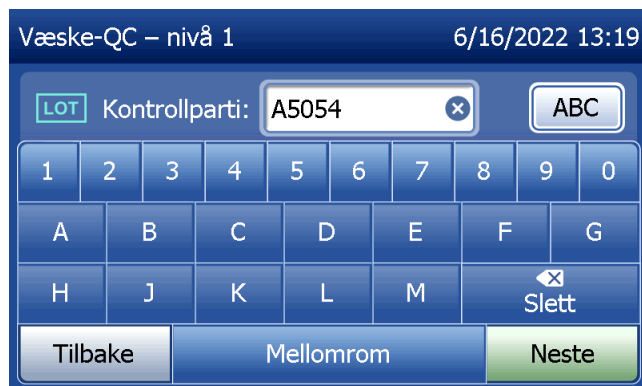 Væske-QC – nivå 1 6/16/2022 13:19
LOT Kontrollparti: A5054 ABC
1 2 3 4 5 6 7 8 9 0
A B C D E F G
H J K L M Slett
Tilbake Mellomrom Neste